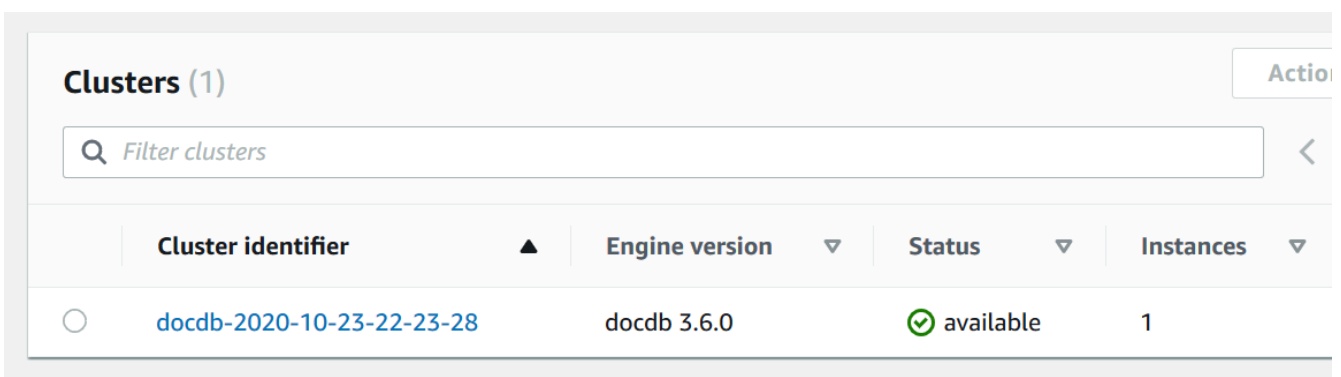 Clusters (1)
Actio
Filter clusters
Cluster identifier Engine version Status Instances
docdb-2020-10-23-22-23-28 docdb 3.6.0 available 1